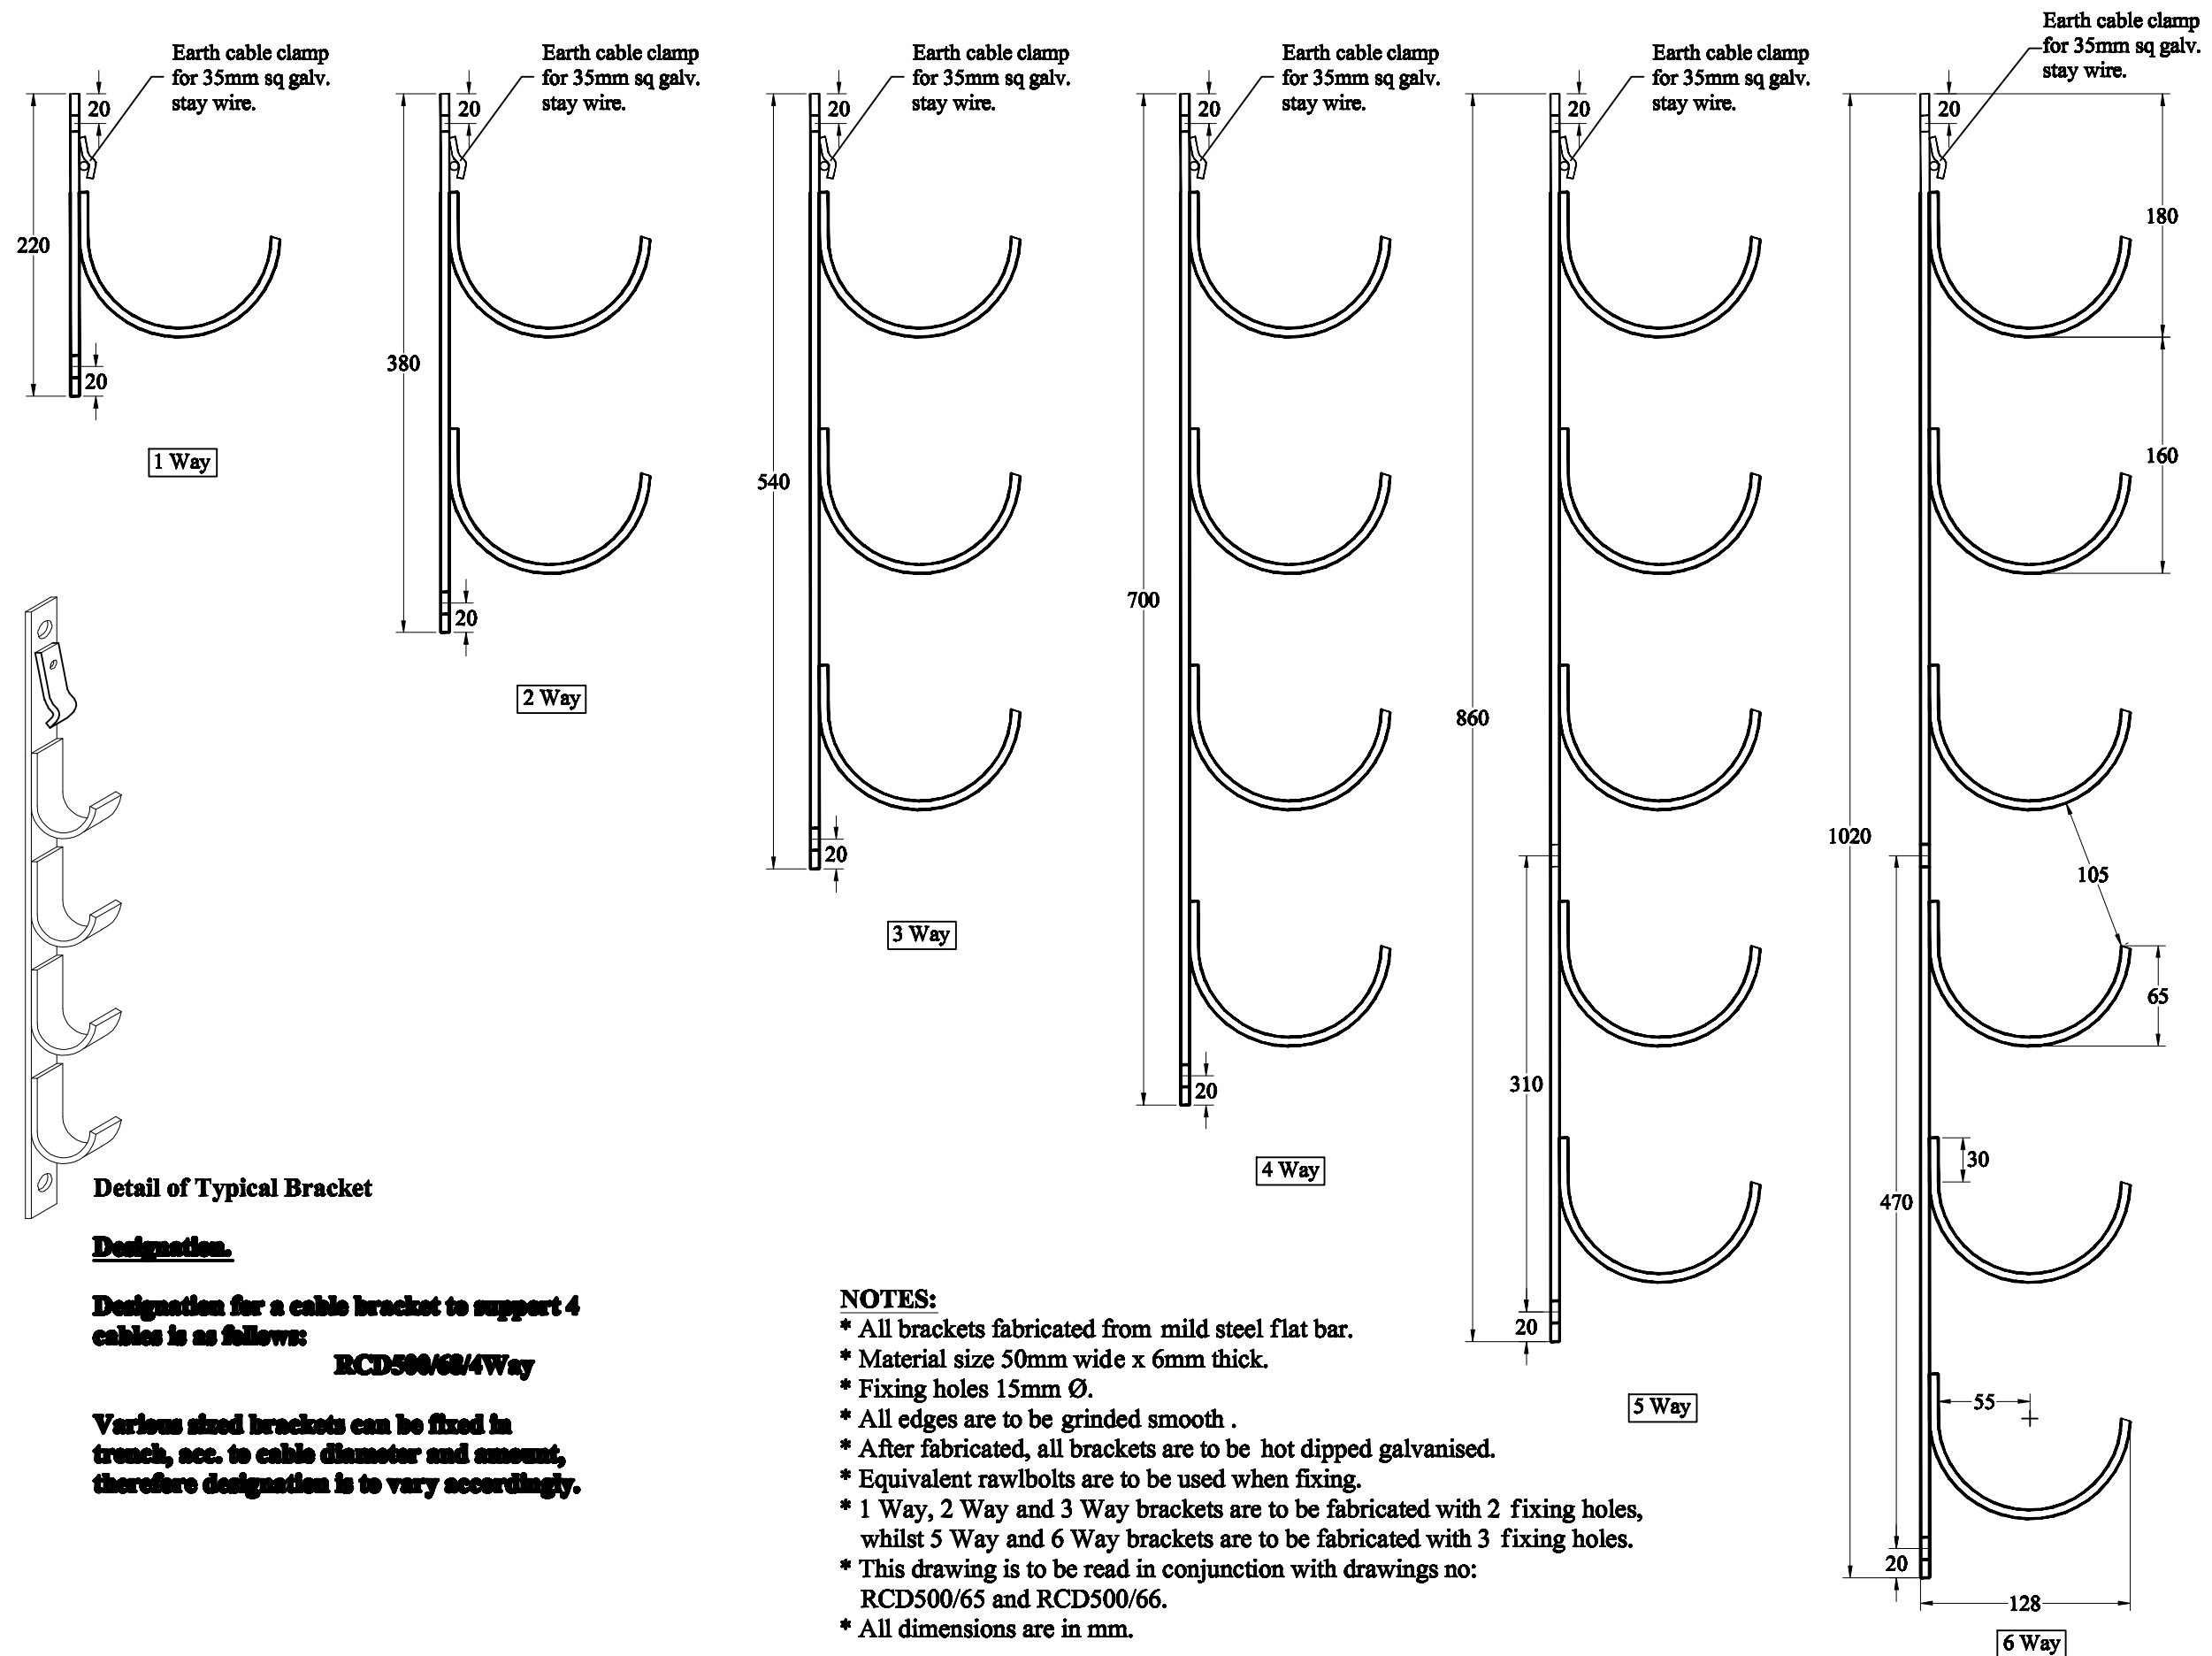 Earth cable clamp
for 35mm sq galv.
stay wire.
20
220
20
1 Way
Earth cable clamp
for 35mm sq galv.
stay wire.
20
380
20
2 Way
Earth cable clamp
for 35mm sq galv.
stay wire.
20
540
20
3 Way
Earth cable clamp
for 35mm sq galv.
stay wire.
20
700
20
4 Way
Earth cable clamp
for 35mm sq galv.
stay wire.
20
860
310
20
5 Way
Earth cable clamp
for 35mm sq galv.
stay wire.
20
180
160
1020
105
65
30
470
55
20
128
6 Way
Detail of Typical Bracket
Designation.
Designation for a cable bracket to support 4
cables is as follows:
RCD500/68/4Way
Various sized brackets can be fixed in
trench, acc. to cable diameter and amount,
therefore designation is to vary accordingly.
NOTES:
* All brackets fabricated from mild steel flat bar.
* Material size 50mm wide x 6mm thick.
* Fixing holes 15mm Ø.
* All edges are to be grinded smooth .
* After fabricated, all brackets are to be hot dipped galvanised.
* Equivalent rawlbolts are to be used when fixing.
* 1 Way, 2 Way and 3 Way brackets are to be fabricated with 2 fixing holes,
whilst 5 Way and 6 Way brackets are to be fabricated with 3 fixing holes.
* This drawing is to be read in conjunction with drawings no:
RCD500/65 and RCD500/66.
* All dimensions are in mm.